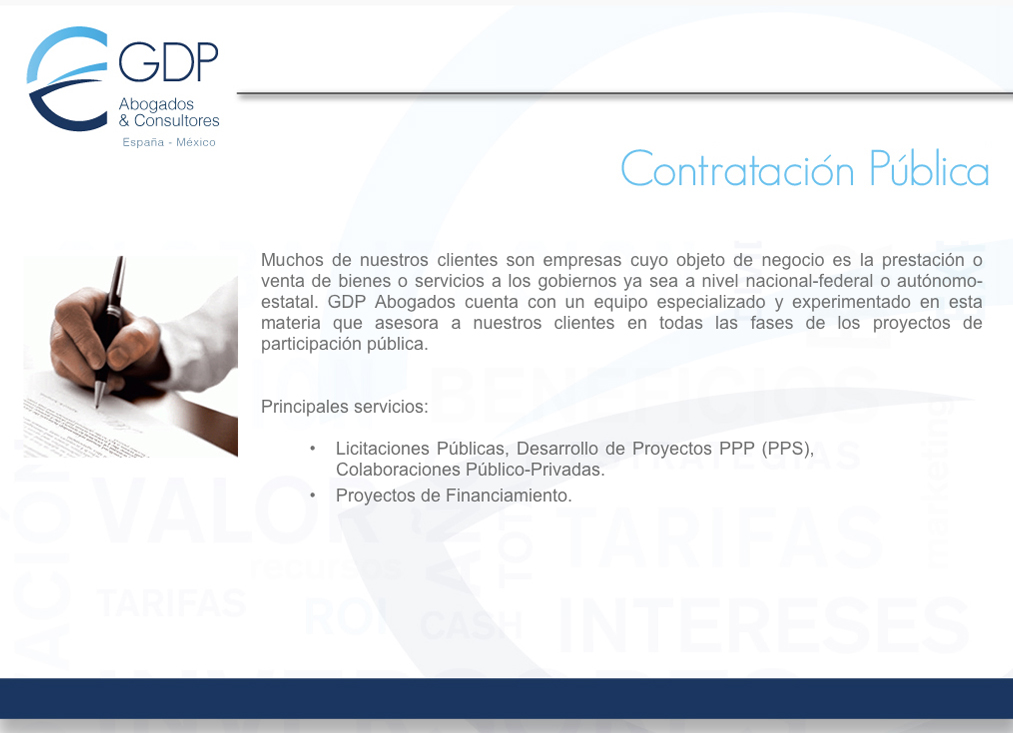 GDP
Abogados
& Consultores
España - México
Contratación Pública
Muchos de nuestros clientes son empresas cuyo objeto de negocio es la prestación o
venta de bienes o servicios a los gobiernos ya sea a nivel nacional-federal o autónomo-
estatal. GDP Abogados cuenta con un equipo especializado y experimentado en esta
materia que asesora a nuestros clientes en todas las fases de los proyectos de
participación pública.
Principales servicios:
• Licitaciones Públicas, Desarrollo de Proyectos PPP (PPS),
Colaboraciones Público-Privadas.
• Proyectos de Financiamiento.
BENEFICIOS
VALOR
TARIFAS
marketing
recursos
TARIFAS
ROI
CASH
INTERESES